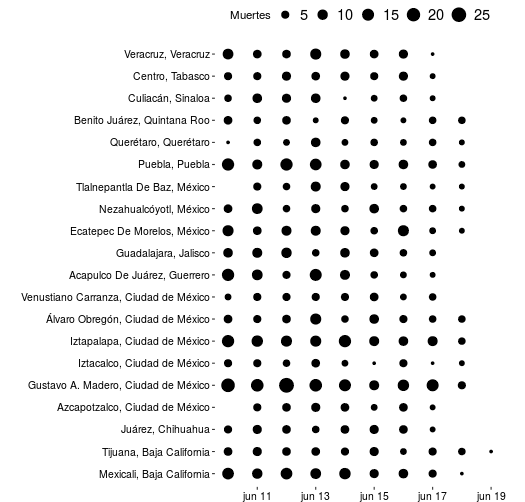 Muertes 5 10 15 20 25
Veracruz, Veracruz
Centro, Tabasco
Culiacán, Sinaloa
Benito Juárez, Quintana Roo
Querétaro, Querétaro
Puebla, Puebla
Tlalnepantla De Baz, México
Nezahualcóyotl, México
Ecatepec De Morelos, México
Guadalajara, Jalisco
Acapulco De Juárez, Guerrero
Venustiano Carranza, Ciudad de México
Álvaro Obregón, Ciudad de México
Iztapalapa, Ciudad de México
Iztacalco, Ciudad de México
Gustavo A. Madero, Ciudad de México
Azcapotzalco, Ciudad de México
Juárez, Chihuahua
Tijuana, Baja California
Mexicali, Baja California
jun 11 jun 13 jun 15 jun 17 jun 19